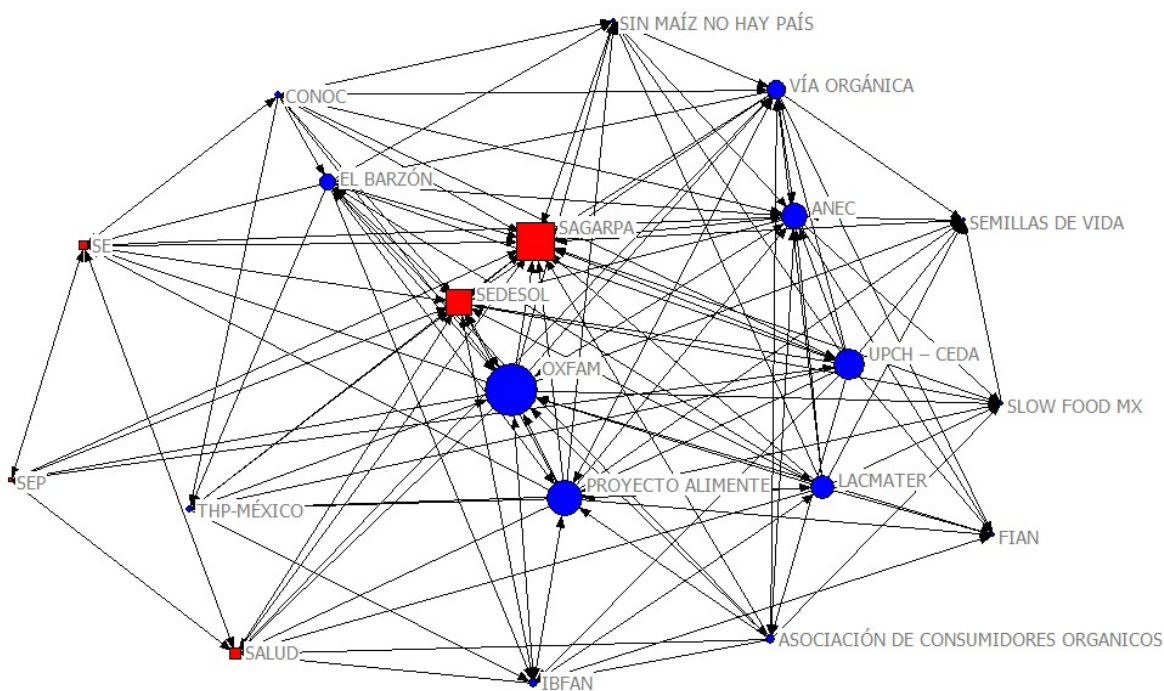 SIN MAÍZ NO HAY PAÍS
VÍA ORGÁNICA
CONOC
EL BARZÓN
ANEC
SEMILLAS DE VIDA
SAGARPA
SE
SEDESOL
UPCH – CEDA
OXFAM
SLOW FOOD MX
SEP
PROYECTO ALIMENTE
LACMATER
THP-MÉXICO
FIAN
ASOCIACIÓN DE CONSUMIDORES ORGANICOS
SALUD
IBFAN